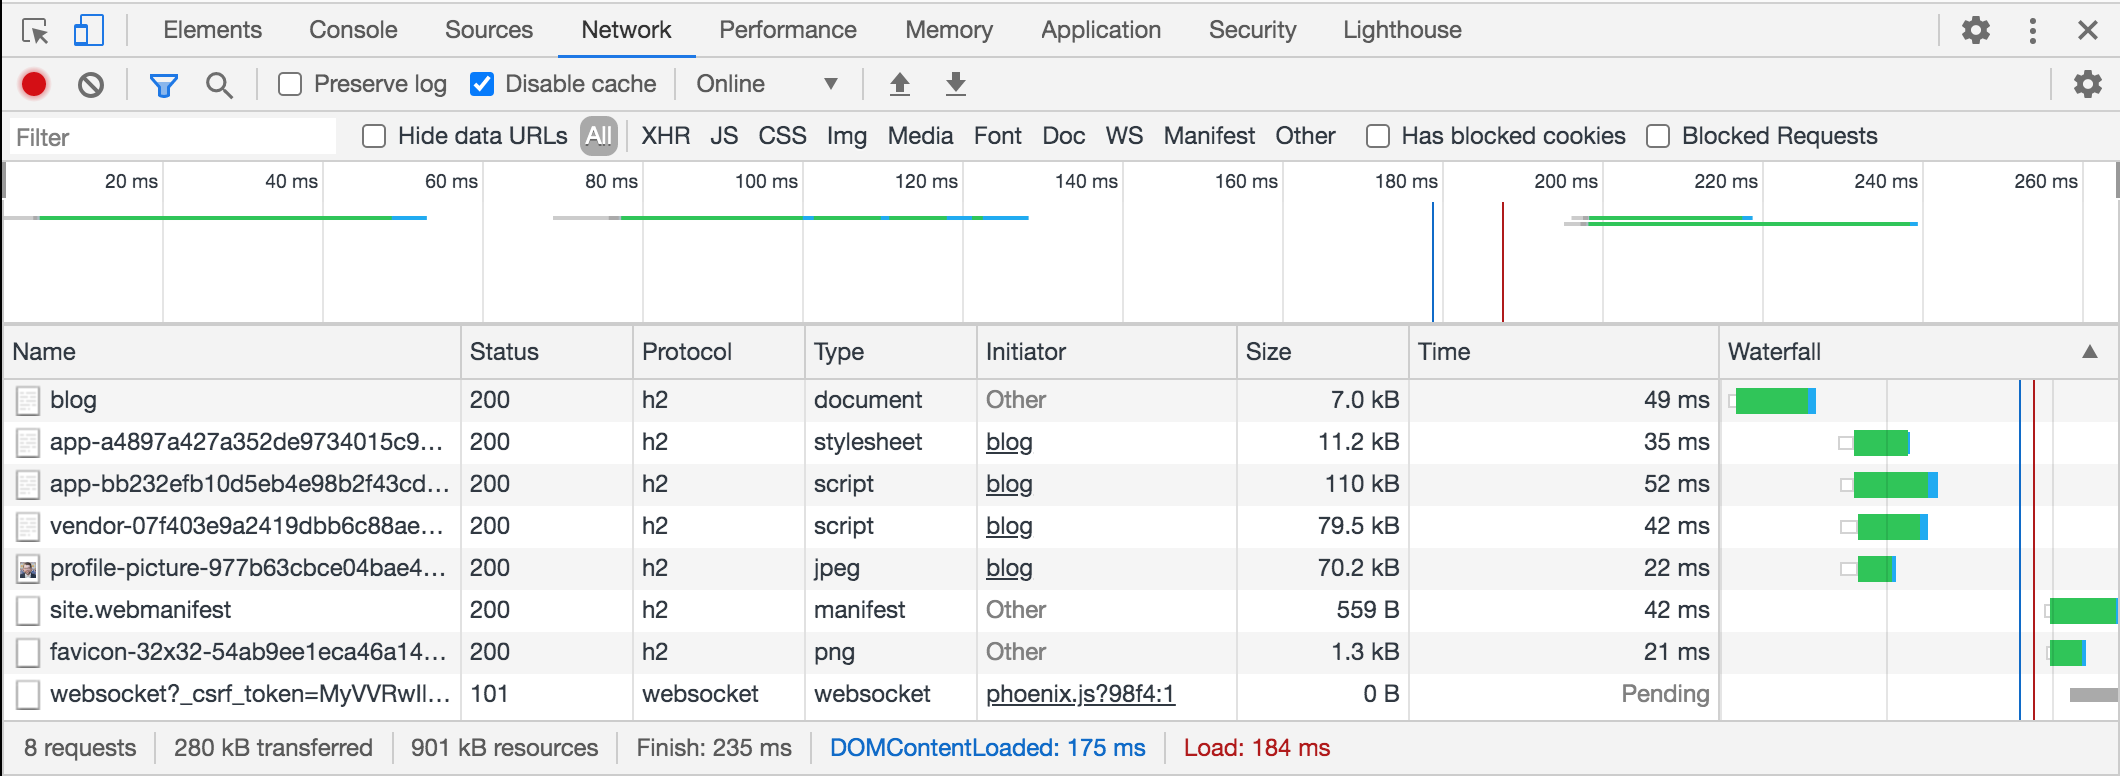 Elements Console Sources Network Performance Memory Application Security Lighthouse
Preserve log Disable cache Online
Filter Hide data URLs All XHR JS CSS Img Media Font Doc WS Manifest Other Has blocked cookies Blocked Requests
20 ms 40 ms 60 ms 80 ms 100 ms 120 ms 140 ms 160 ms 180 ms 200 ms 220 ms 240 ms 260 ms
Name Status Protocol Type Initiator Size Time Waterfall
blog 200 h2 document Other 7.0 kB 49 ms
app-a4897a427a352de9734015c9... 200 h2 stylesheet blog 11.2 kB 35 ms
app-bb232efb10d5eb4e98b2f43cd... 200 h2 script blog 110 kB 52 ms
vendor-07f403e9a2419dbb6c88ae... 200 h2 script blog 79.5 kB 42 ms
profile-picture-977b63cbce04bae4... 200 h2 jpeg blog 70.2 kB 22 ms
site.webmanifest 200 h2 manifest Other 559 B 42 ms
favicon-32x32-54ab9ee1eca46a14... 200 h2 png Other 1.3 kB 21 ms
websocket?_csrf_token=MyVVRwIl... 101 websocket websocket phoenix.js?98f4:1 0 B Pending
8 requests 280 kB transferred 901 kB resources Finish: 235 ms DOMContentLoaded: 175 ms Load: 184 ms